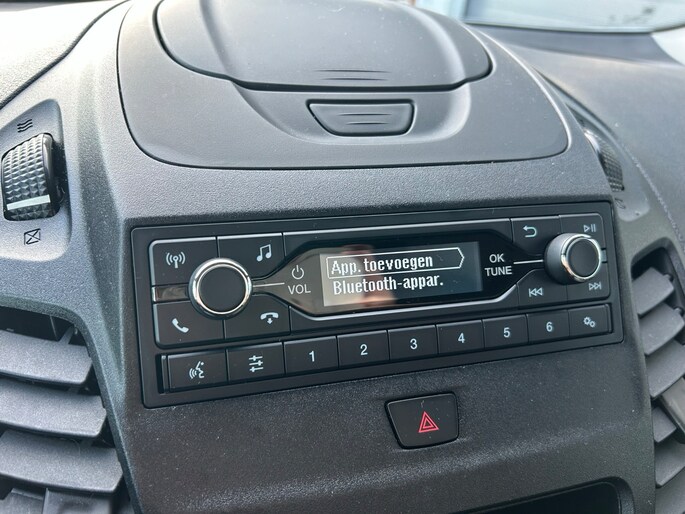 App. toevoegen
Bluetooth-appar.
VOL
OK
TUNE
1 2 3 4 5 6